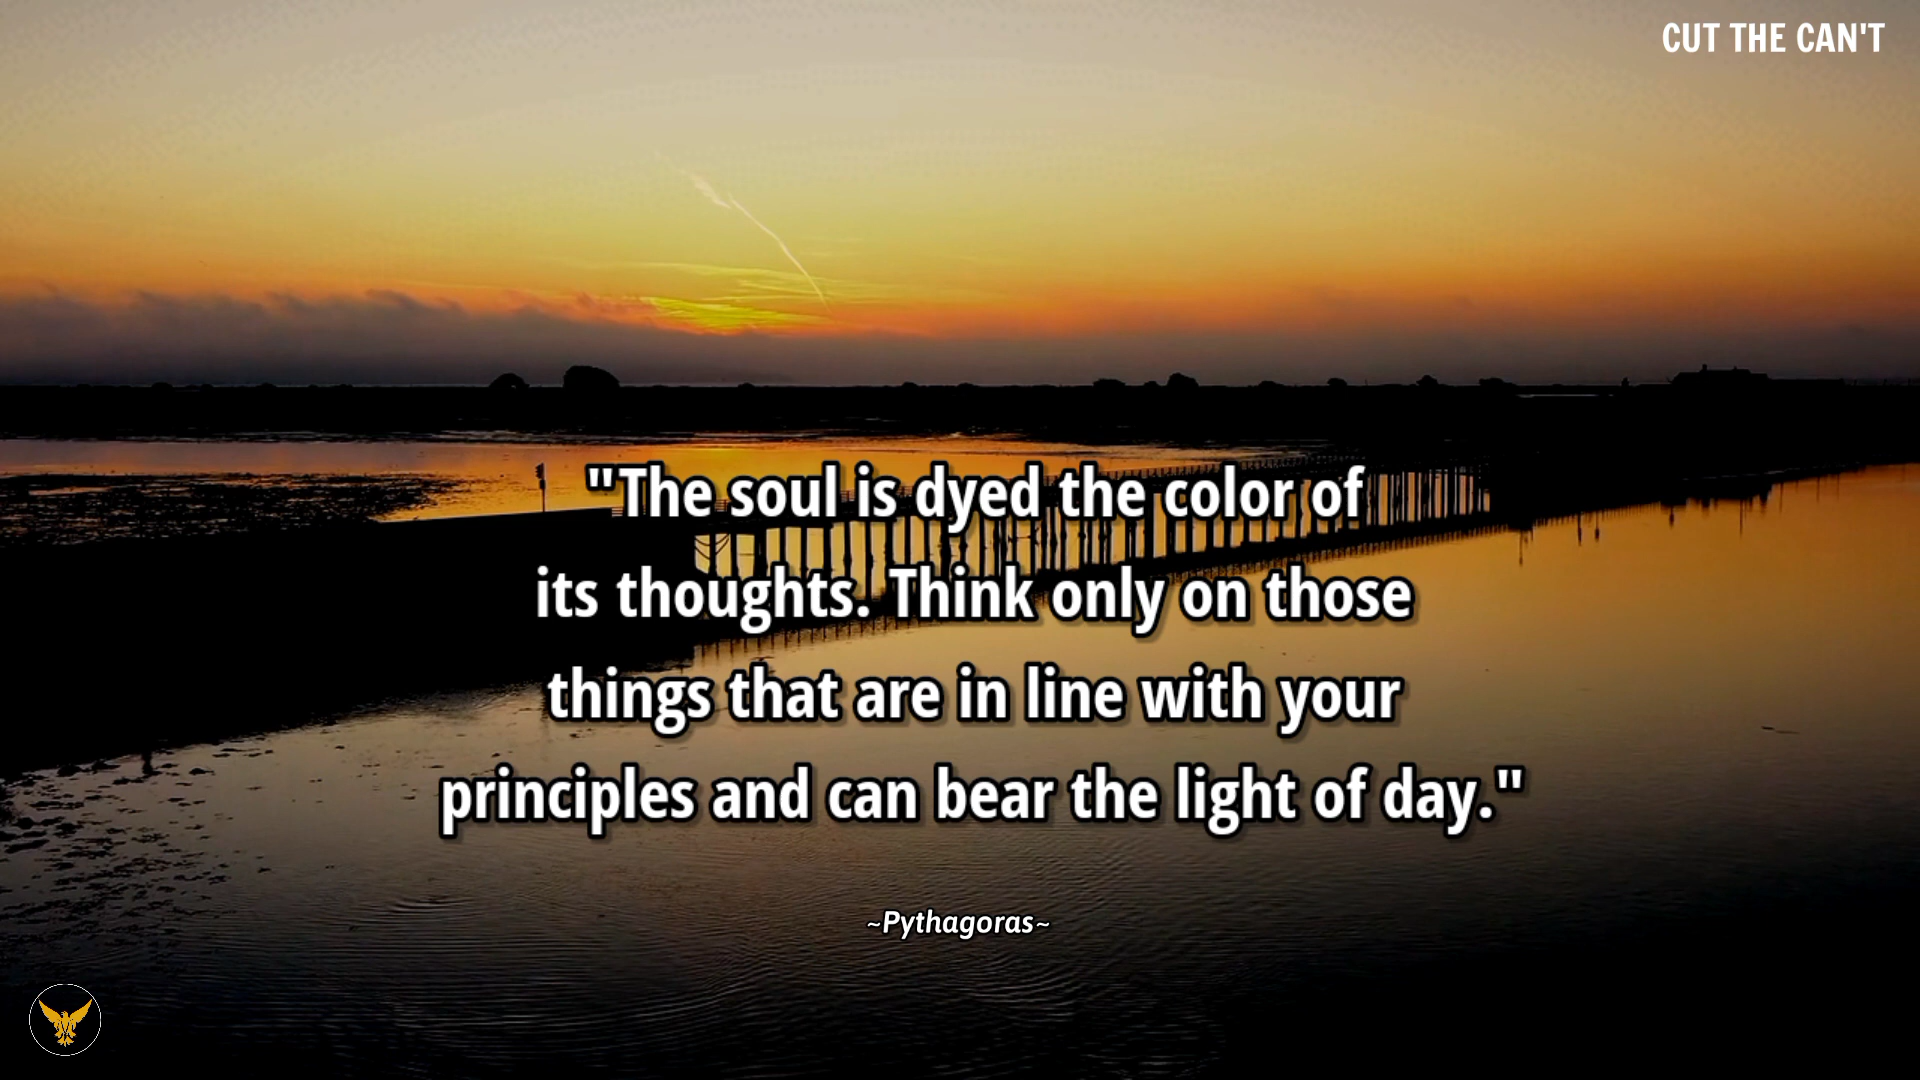 CUT THE CAN'T
"The soul is dyed the color of
its thoughts. Think only on those
things that are in line with your
principles and can bear the light of day."
~Pythagoras~